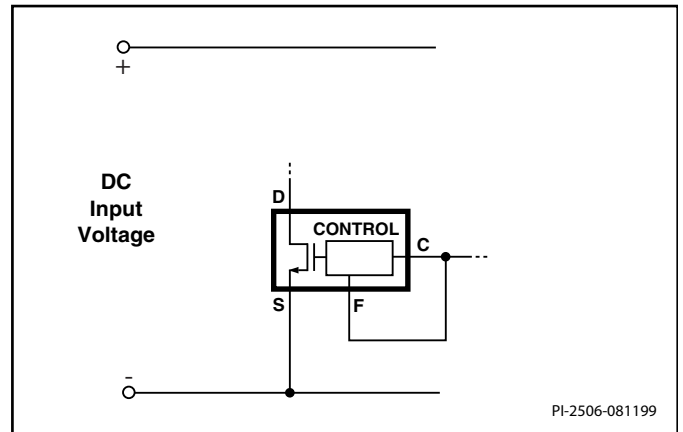 +
DC
Input
Voltage
D
CONTROL
C
S
F
-
PI-2506-081199